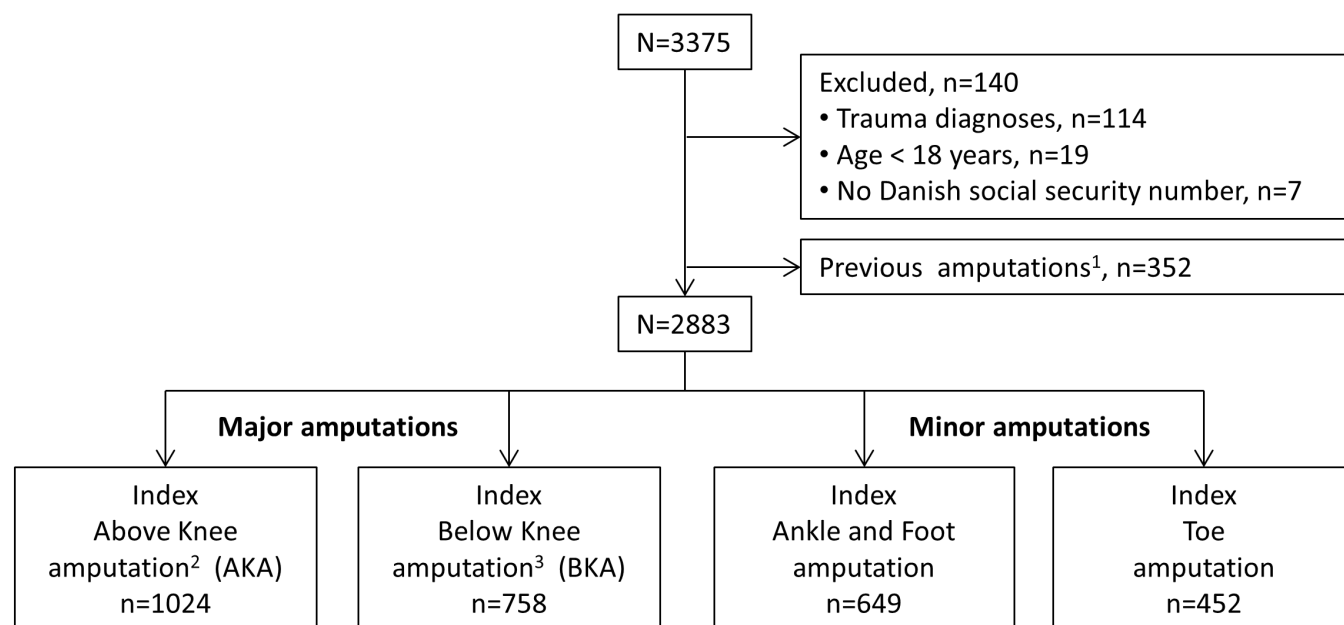 N=3375
Excluded, n=140
• Trauma diagnoses, n=114
• Age < 18 years, n=19
• No Danish social security number, n=7
Previous amputations¹, n=352
N=2883
Major amputations
Minor amputations
Index
Above Knee
amputation² (AKA)
n=1024
Index
Below Knee
amputation³ (BKA)
n=758
Index
Ankle and Foot
amputation
n=649
Index
Toe
amputation
n=452